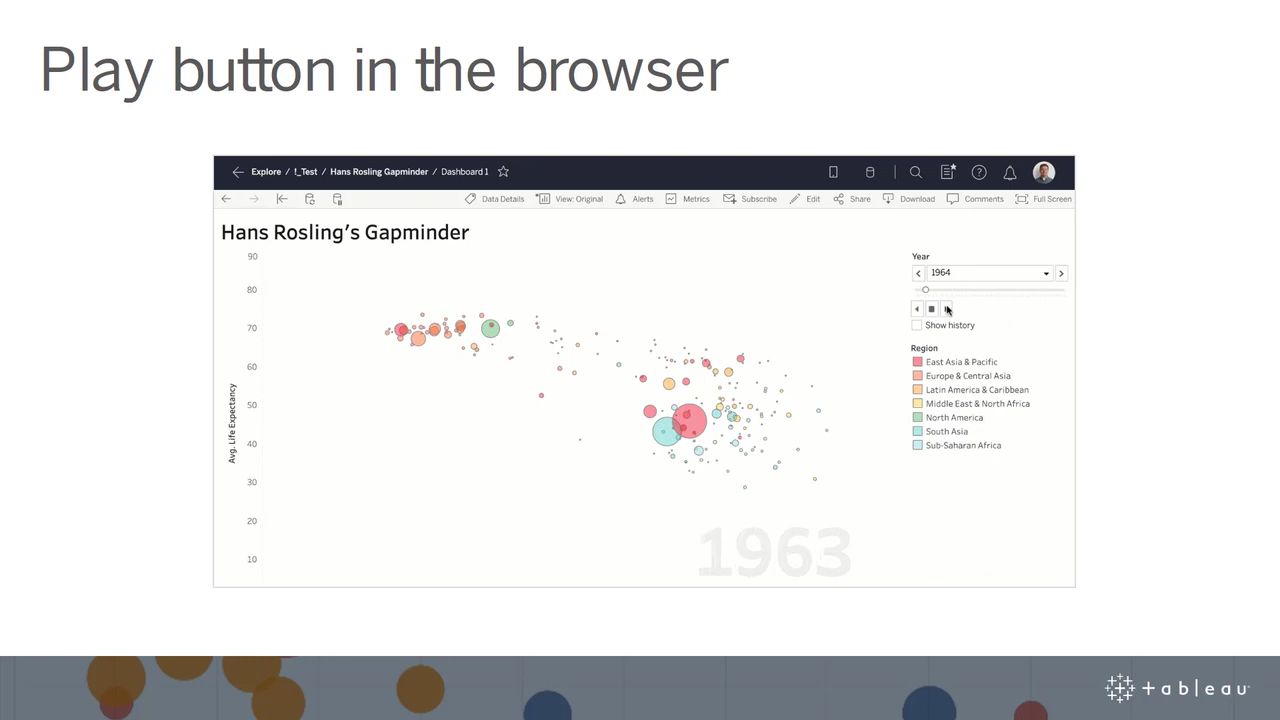 Play button in the browser
Explore / !_Test / Hans Rosling Gapminder / Dashboard 1
Data Details View: Original Alerts Metrics Subscribe Edit Share Download Comments Full Screen
Hans Rosling's Gapminder
90
80
70
60
50
40
30
20
10
Avg. Life Expectancy
1963
Year
1964
Show history
Region
East Asia & Pacific
Europe & Central Asia
Latin America & Caribbean
Middle East & North Africa
North America
South Asia
Sub-Saharan Africa
+ableau